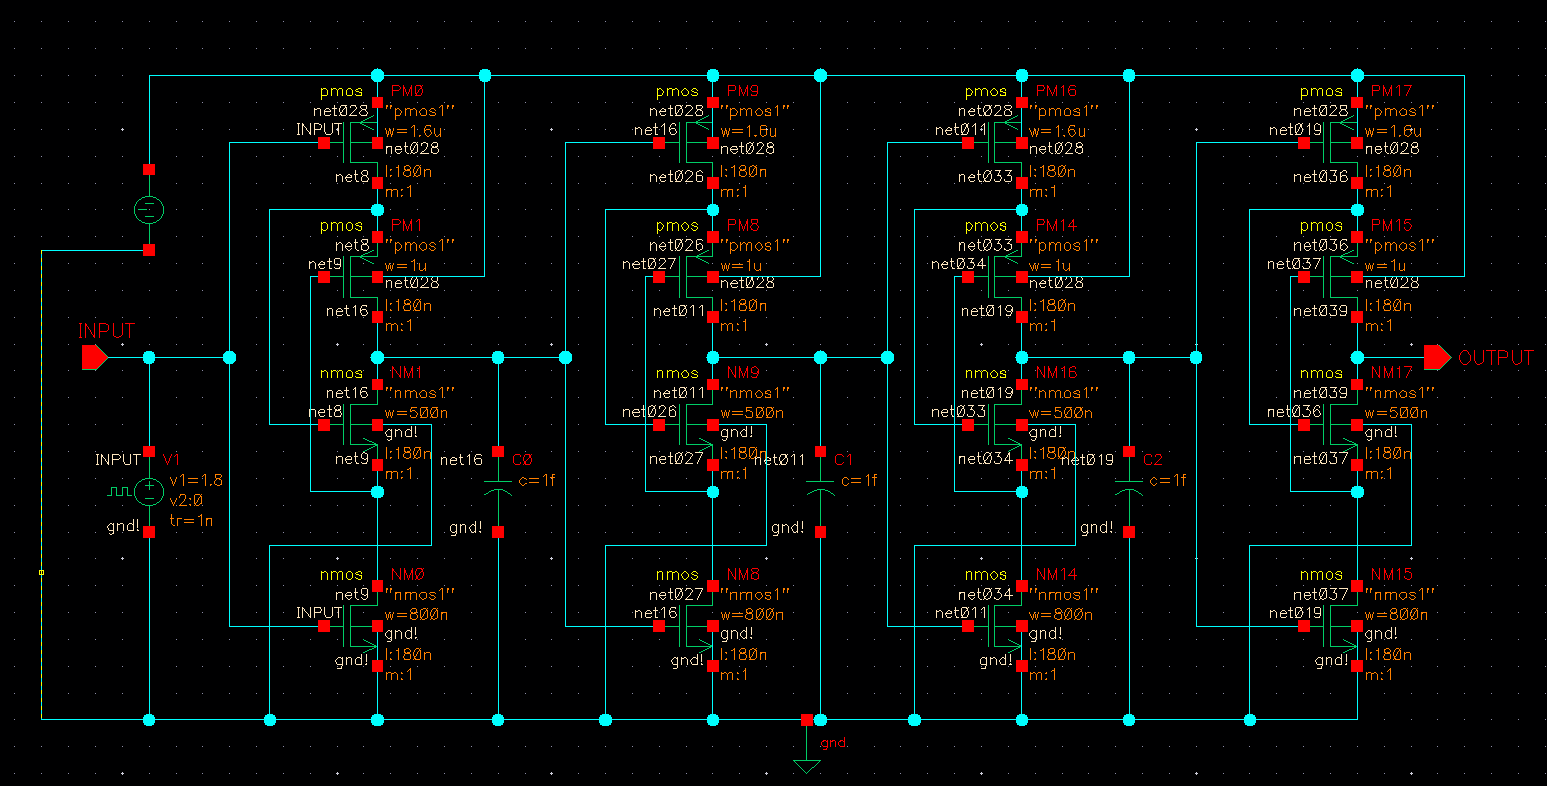 pmos PM0
net028 "pmos1"
INPUT w=1.6u
net028
net8 l:180n
m:1
pmos PM9
net028 "pmos1"
net16 w=1.6u
net028
net026 l:180n
m:1
pmos PM16
net028 "pmos1"
net011 w=1.6u
net028
net033 l:180n
m:1
pmos PM17
net028 "pmos1"
net019 w=1.6u
net028
net036 l:180n
m:1
pmos PM1
net8 "pmos1"
net9 w=1u
net028
net16 l:180n
m:1
pmos PM8
net026 "pmos1"
net027 w=1u
net028
net011 l:180n
m:1
pmos PM14
net033 "pmos1"
net034 w=1u
net028
net019 l:180n
m:1
pmos PM15
net036 "pmos1"
net037 w=1u
net028
net039 l:180n
m:1
INPUT
OUTPUT
nmos NM1
net16 "nmos1"
net8 w=500n
gnd!
net9 l:180n
m:1
nmos NM9
net011 "nmos1"
net026 w=500n
gnd!
net027 l:180n
m:1
nmos NM16
net019 "nmos1"
net033 w=500n
gnd!
net034 l:180n
m:1
nmos NM17
net039 "nmos1"
net036 w=500n
gnd!
net037 l:180n
m:1
INPUT V1
v1=1.8
v2:0
tr=1n
gnd!
net16 C0
c=1f
gnd!
net011 C1
c=1f
gnd!
net019 C2
c=1f
gnd!
nmos NM0
net9 "nmos1"
INPUT w=800n
gnd!
gnd! l:180n
m:1
nmos NM8
net027 "nmos1"
net16 w=800n
gnd!
gnd! l:180n
m:1
nmos NM14
net034 "nmos1"
net011 w=800n
gnd!
gnd! l:180n
m:1
nmos NM15
net037 "nmos1"
net019 w=800n
gnd!
gnd! l:180n
m:1
gnd